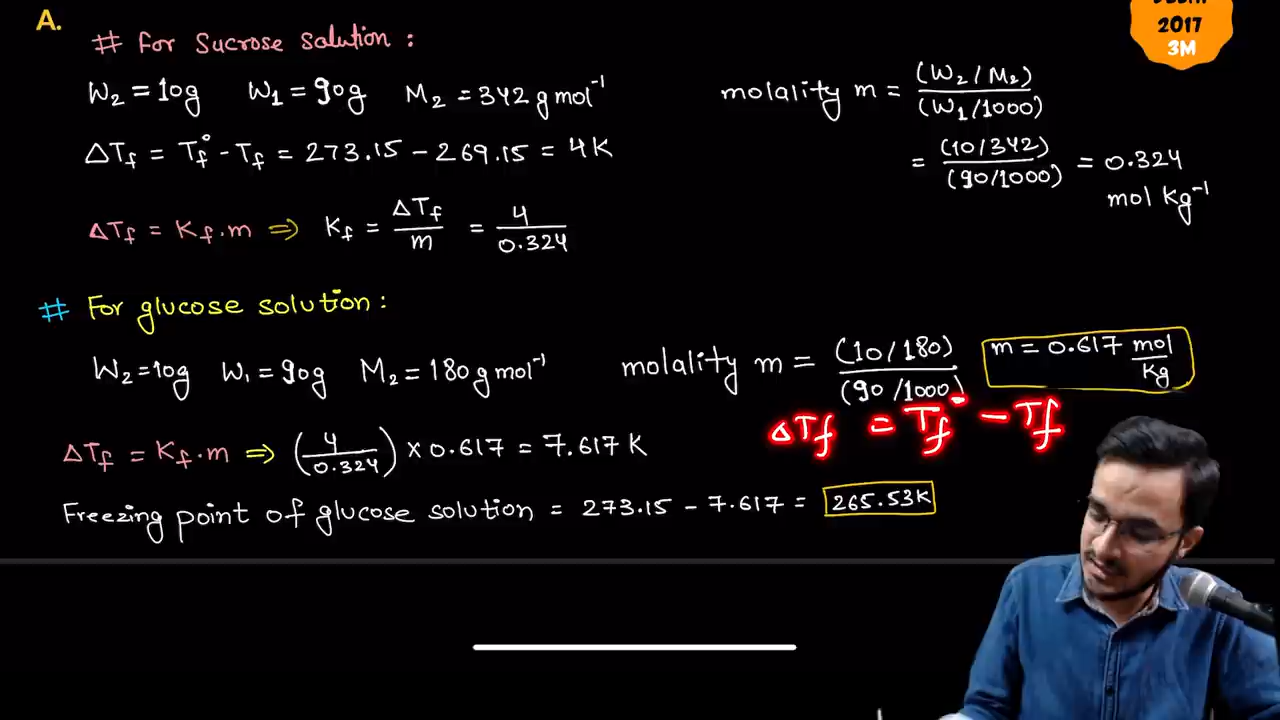 A.
DELHI
2017
3M
# For Sucrose solution :
W₂ = 10g W₁ = 90g M₂ = 342 g mol⁻¹
molality m = (W₂/M₂) / (W₁/1000)
ΔTf = Tf° - Tf = 273.15 - 269.15 = 4K
= (10/342) / (90/1000) = 0.324 mol Kg⁻¹
ΔTf = Kf.m ⇒ Kf = ΔTf / m = 4 / 0.324
# For glucose solution :
W₂=10g W₁ = 90g M₂ = 180 g mol⁻¹
molality m = (10/180) / (90/1000)
m = 0.617 mol / kg
ΔTf = Tf° - Tf
ΔTf = Kf.m ⇒ (4 / 0.324) × 0.617 = 7.617 K
Freezing point of glucose solution = 273.15 - 7.617 = 265.53K